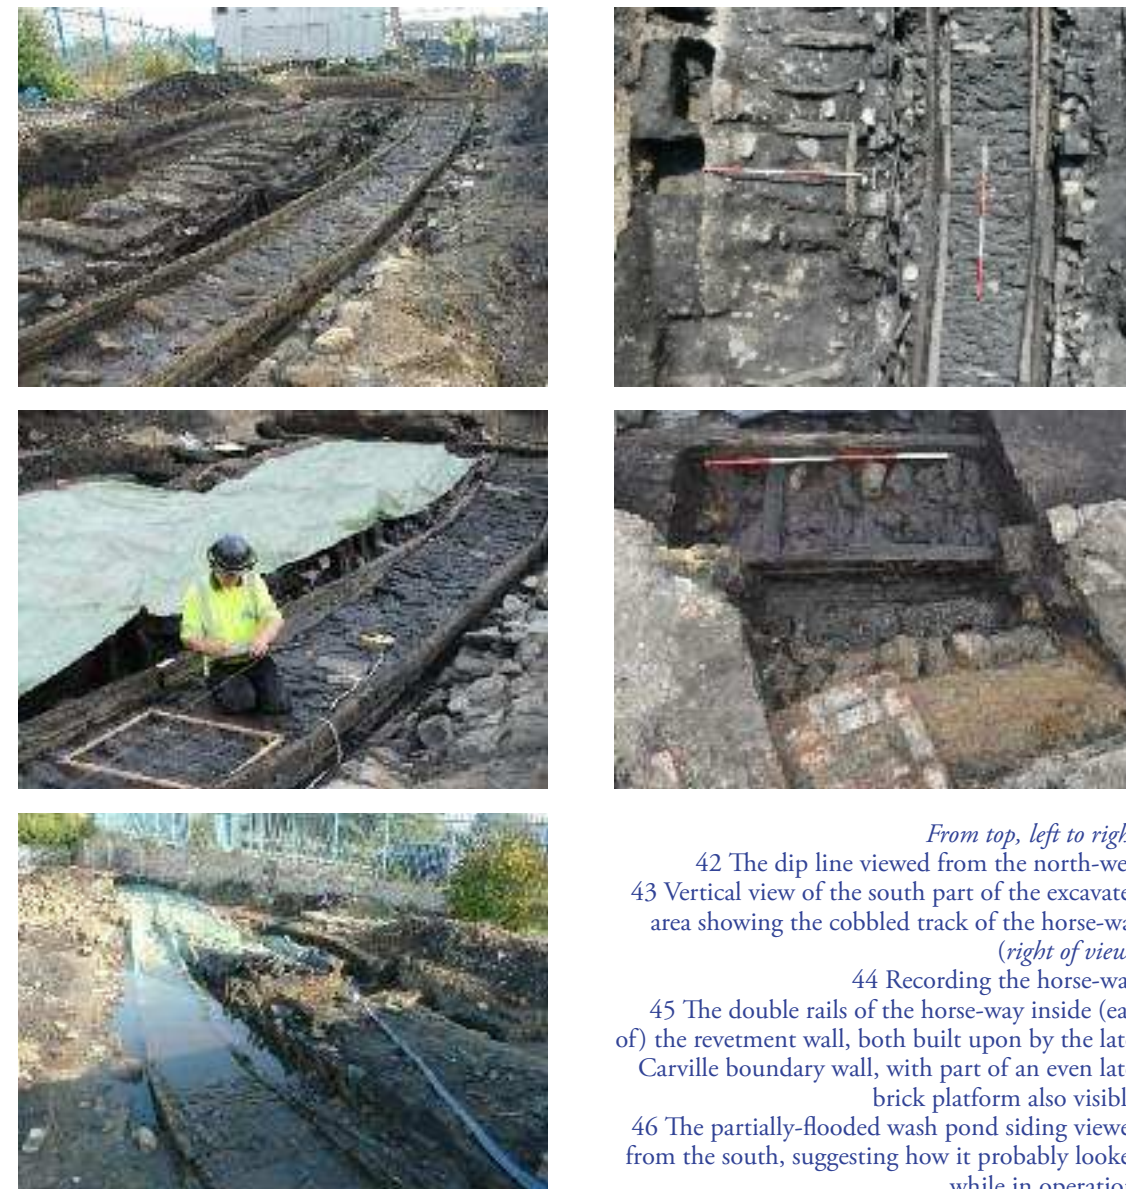 From top, left to righ
42 The dip line viewed from the north-we
43 Vertical view of the south part of the excavate
area showing the cobbled track of the horse-wa
(right of view
44 Recording the horse-wa
45 The double rails of the horse-way inside (ea
of) the revetment wall, both built upon by the lat
Carville boundary wall, with part of an even lat
brick platform also visibl
46 The partially-flooded wash pond siding viewe
from the south, suggesting how it probably looke
while in operation